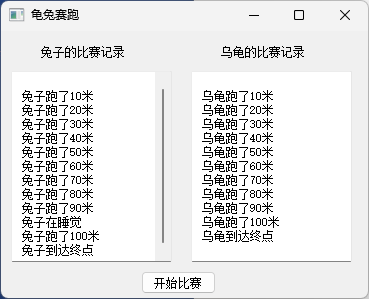 龟兔赛跑
兔子的比赛记录
乌龟的比赛记录
兔子跑了10米
兔子跑了20米
兔子跑了30米
兔子跑了40米
兔子跑了50米
兔子跑了60米
兔子跑了70米
兔子跑了80米
兔子跑了90米
兔子在睡觉
兔子跑了100米
兔子到达终点
乌龟跑了10米
乌龟跑了20米
乌龟跑了30米
乌龟跑了40米
乌龟跑了50米
乌龟跑了60米
乌龟跑了70米
乌龟跑了80米
乌龟跑了90米
乌龟跑了100米
乌龟到达终点
开始比赛